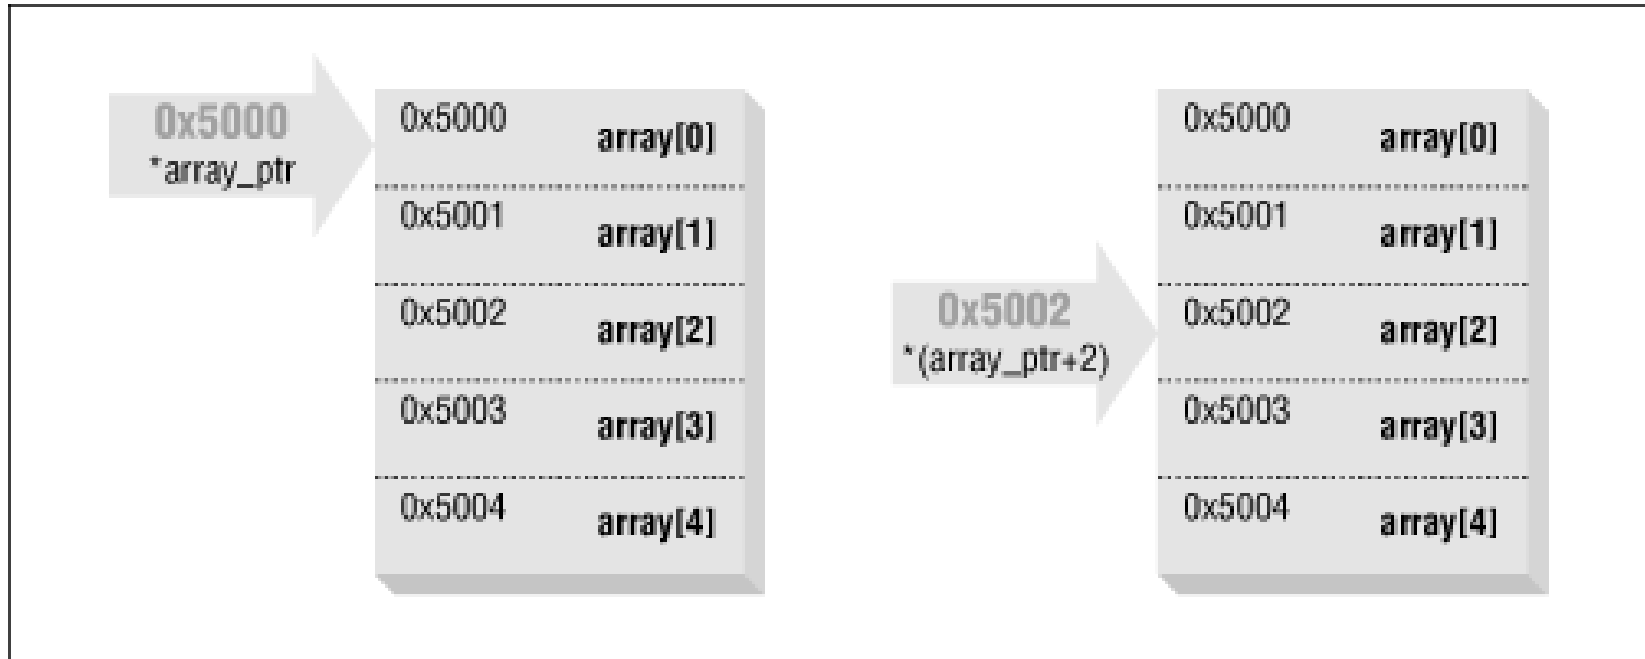 0x5000
*array_ptr
0x5000
array[0]
0x5001
array[1]
0x5002
array[2]
0x5003
array[3]
0x5004
array[4]
0x5002
*(array_ptr+2)
0x5000
array[0]
0x5001
array[1]
0x5002
array[2]
0x5003
array[3]
0x5004
array[4]